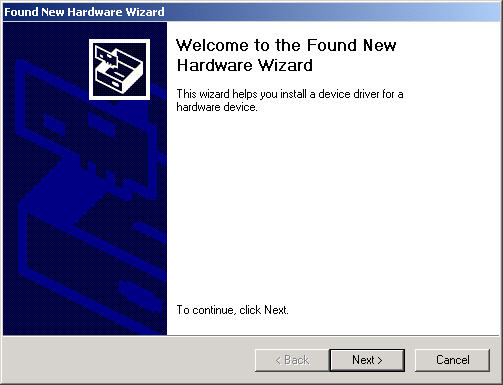 Found New Hardware Wizard
Welcome to the Found New
Hardware Wizard
This wizard helps you install a device driver for a
hardware device.
To continue, click Next.
< Back
Next >
Cancel